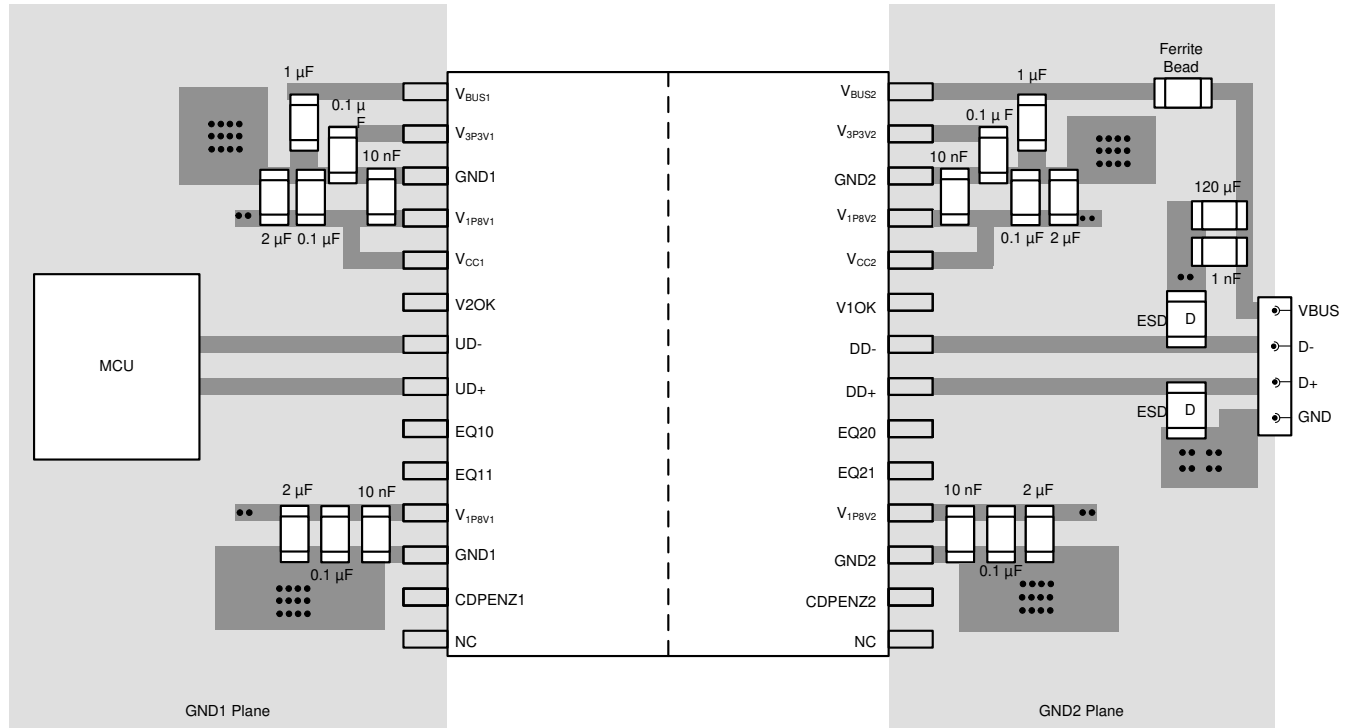 Ferrite
Bead
1 µF
1 µF
0.1 µ
F
0.1 µ F
VBUS1
VBUS2
V3P3V1
V3P3V2
10 nF
10 nF
GND1
GND2
120 µF
V1P8V1
V1P8V2
2 µF
0.1 µF
0.1 µF
2 µF
VCC1
VCC2
1 nF
V2OK
V1OK
VBUS
ESD
D
UD-
DD-
D-
MCU
UD+
DD+
D+
ESD
D
GND
EQ10
EQ20
EQ11
EQ21
2 µF
10 nF
10 nF
2 µF
V1P8V1
V1P8V2
GND1
GND2
0.1 µF
0.1 µF
CDPENZ1
CDPENZ2
NC
NC
GND1 Plane
GND2 Plane